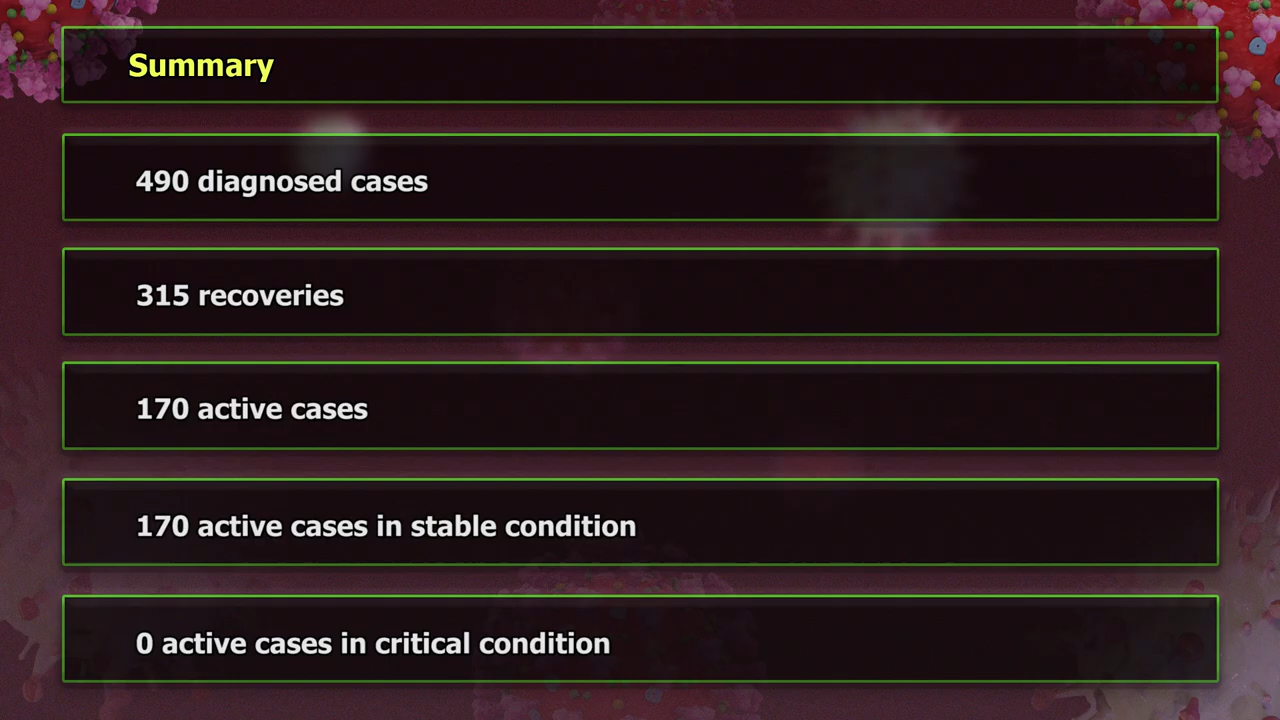 Summary
490 diagnosed cases
315 recoveries
170 active cases
170 active cases in stable condition
0 active cases in critical condition